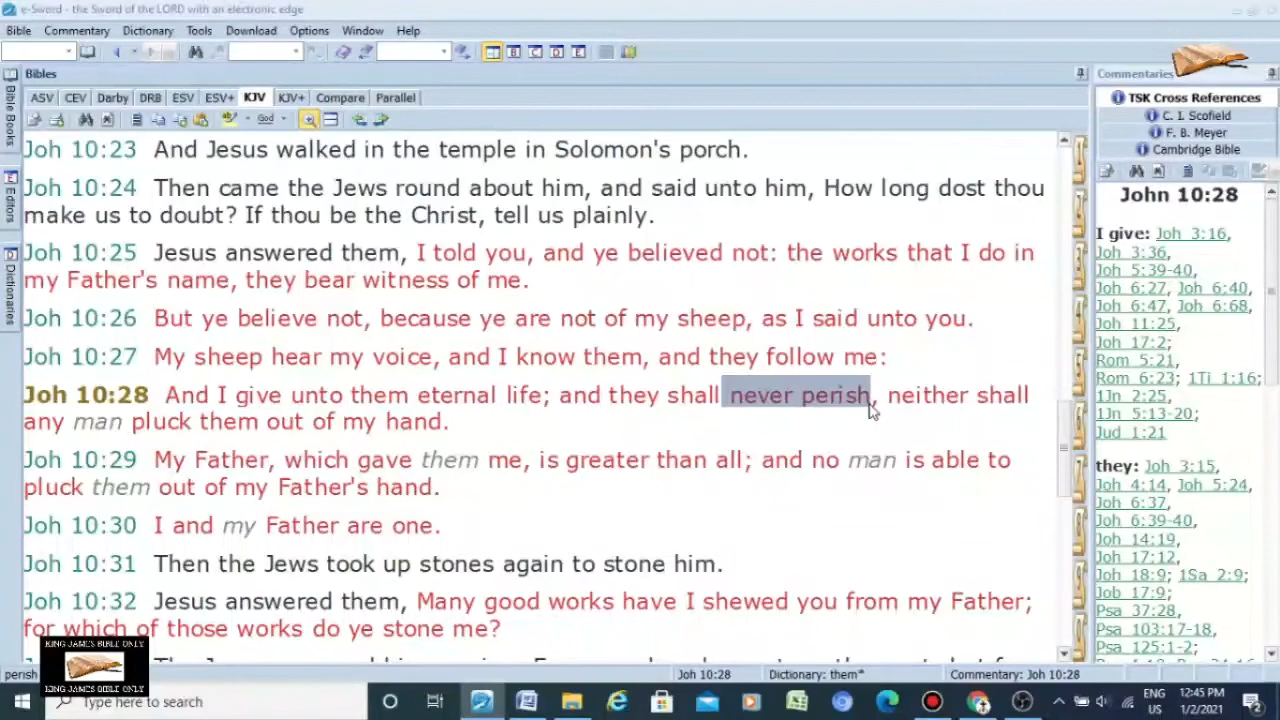 e-Sword - the Sword of the LORD with an electronic edge
Bible Commentary Dictionary Tools Download Options Window Help
Bibles
Commentaries
ASV CEV Darby DRB ESV ESV+ KJV KJV+ Compare Parallel
TSK Cross References
C. I. Scofield
F. B. Meyer
Cambridge Bible
Bible Books
Editors
Dictionaries
Joh 10:23 And Jesus walked in the temple in Solomon's porch.
Joh 10:24 Then came the Jews round about him, and said unto him, How long dost thou
make us to doubt? If thou be the Christ, tell us plainly.
Joh 10:25 Jesus answered them, I told you, and ye believed not: the works that I do in
my Father's name, they bear witness of me.
Joh 10:26 But ye believe not, because ye are not of my sheep, as I said unto you.
Joh 10:27 My sheep hear my voice, and I know them, and they follow me:
Joh 10:28 And I give unto them eternal life; and they shall never perish, neither shall
any man pluck them out of my hand.
Joh 10:29 My Father, which gave them me, is greater than all; and no man is able to
pluck them out of my Father's hand.
Joh 10:30 I and my Father are one.
Joh 10:31 Then the Jews took up stones again to stone him.
Joh 10:32 Jesus answered them, Many good works have I shewed you from my Father;
for which of those works do ye stone me?
John 10:28
I give: Joh 3:16,
Joh 3:36,
Joh 5:39-40,
Joh 6:27, Joh 6:40,
Joh 6:47, Joh 6:68,
Joh 11:25,
Joh 17:2;
Rom 5:21,
Rom 6:23; 1Ti 1:16;
1Jn 2:25,
1Jn 5:13-20;
Jud 1:21
they: Joh 3:15,
Joh 4:14, Joh 5:24,
Joh 6:37,
Joh 6:39-40,
Joh 14:19,
Joh 17:12,
Joh 18:9; 1Sa 2:9;
Job 17:9;
Psa 37:28,
Psa 103:17-18,
Psa 125:1-2;
KING JAMES BIBLE ONLY
KING JAMES BIBLE ONLY
perish
Joh 10:28 Dictionary: them* Commentary: Joh 10:28
Type here to search
ENG
US
12:45 PM
1/2/2021
2